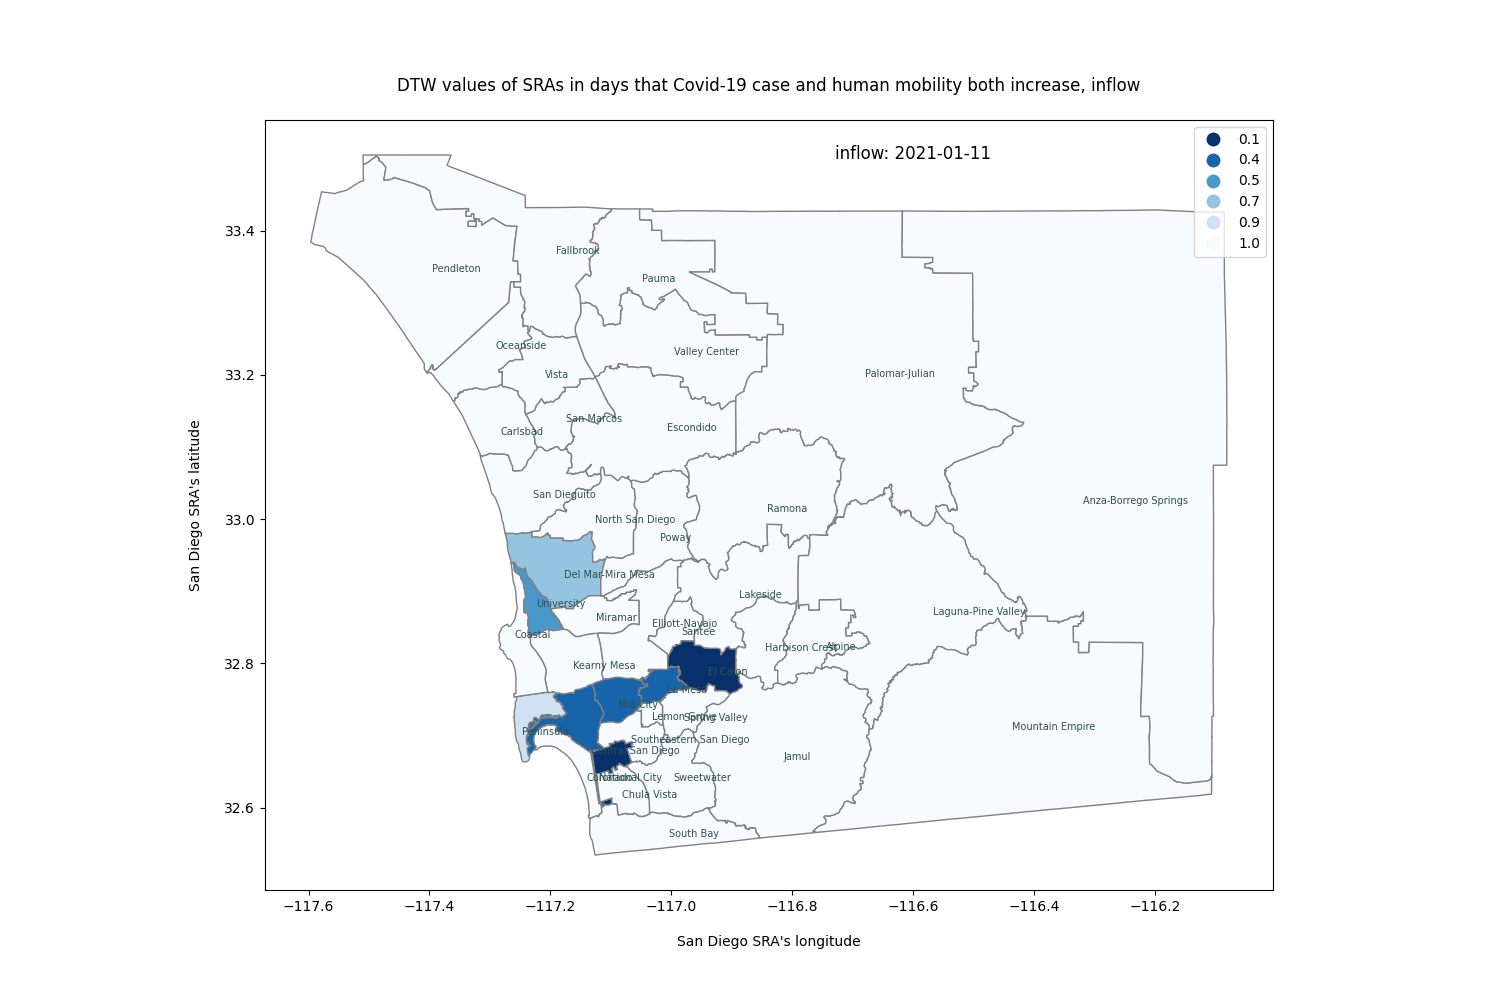 DTW values of SRAs in days that Covid-19 case and human mobility both increase, inflow
inflow: 2021-01-11
0.1
0.4
0.5
0.7
0.9
1.0
33.4
33.2
33.0
32.8
32.6
San Diego SRA's latitude
Fallbrook
Pendleton
Pauma
Oceanside
Valley Center
Vista
Palomar-Julian
San Marcos
Carlsbad
Escondido
San Dieguito
Anza-Borrego Springs
Ramona
North San Diego
Poway
Del Mar-Mira Mesa
Lakeside
University
Laguna-Pine Valley
Miramar
Elliott-Navajo
Santee
Coastal
Harbison Crest
Alpine
Kearny Mesa
El Cajon
La Mesa
Mid-City
Lemon Grove
Spring Valley
Mountain Empire
Peninsula
Southeastern San Diego
Central San Diego
Jamul
Coronado
National City
Sweetwater
Chula Vista
South Bay
−117.6
−117.4
−117.2
−117.0
−116.8
−116.6
−116.4
−116.2
San Diego SRA's longitude